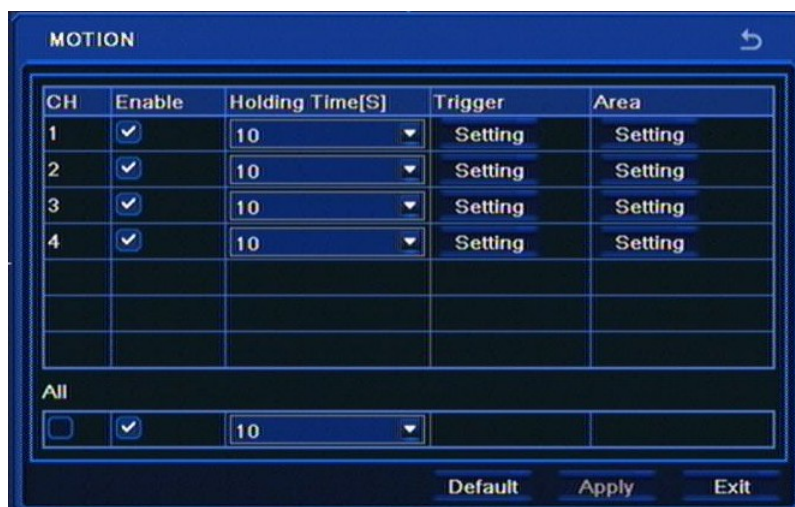 MOTION
CH Enable Holding Time[S] Trigger Area
1 10 Setting Setting
2 10 Setting Setting
3 10 Setting Setting
4 10 Setting Setting
All
10
Default Apply Exit